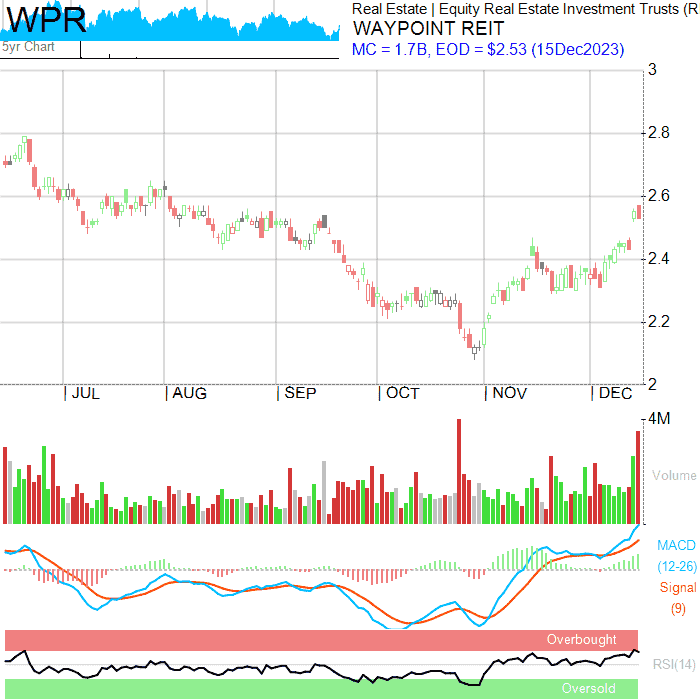 WPR
5yr Chart
Real Estate | Equity Real Estate Investment Trusts (R
WAYPOINT REIT
MC = 1.7B, EOD = $2.53 (15Dec2023)
3
2.8
2.6
2.4
2.2
2
| JUL | AUG | SEP | OCT | NOV | DEC
4M
Volume
MACD
(12-26)
Signal
(9)
Overbought
RSI(14)
Oversold